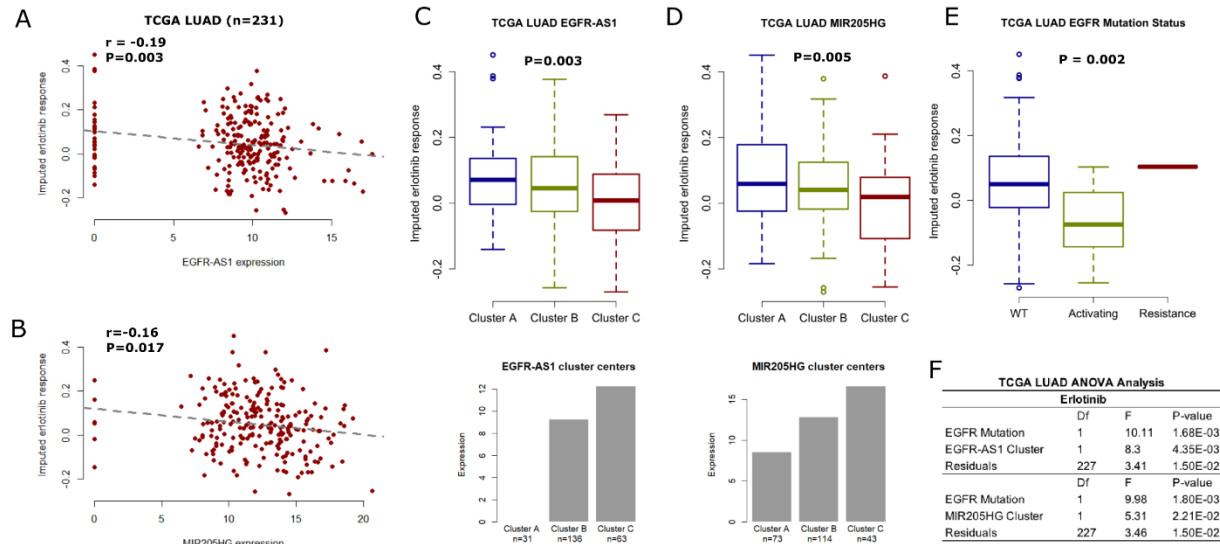 A
TCGA LUAD (n=231)
r = -0.19
P=0.003
Imputed erlotinib response
0.4
0.2
0.0
-0.2
0
5
10
15
EGFR-AS1 expression
B
r=-0.16
P=0.017
Imputed erlotinib response
0.4
0.2
0.0
-0.2
0
5
10
15
20
MIR205HG expression
C
TCGA LUAD EGFR-AS1
P=0.003
Imputed erlotinib response
0.4
0.2
0.0
-0.2
Cluster A
Cluster B
Cluster C
EGFR-AS1 cluster centers
Expression
12
10
8
6
4
2
0
Cluster A
n=31
Cluster B
n=136
Cluster C
n=63
D
TCGA LUAD MIR205HG
P=0.005
Imputed erlotinib response
0.4
0.2
0.0
-0.2
Cluster A
Cluster B
Cluster C
MIR205HG cluster centers
Expression
15
10
5
0
Cluster A
n=73
Cluster B
n=114
Cluster C
n=43
E
TCGA LUAD EGFR Mutation Status
P = 0.002
Imputed erlotinib response
0.4
0.2
0.0
-0.2
WT
Activating
Resistance
F
TCGA LUAD ANOVA Analysis
Erlotinib
Df F P-value
EGFR Mutation 1 10.11 1.68E-03
EGFR-AS1 Cluster 1 8.3 4.35E-03
Residuals 227 3.41 1.50E-02
Df F P-value
EGFR Mutation 1 9.98 1.80E-03
MIR205HG Cluster 1 5.31 2.21E-02
Residuals 227 3.46 1.50E-02